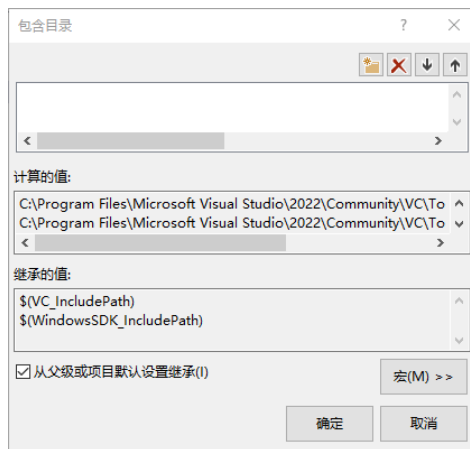 包含目录
计算的值:
C:\Program Files\Microsoft Visual Studio\2022\Community\VC\To
C:\Program Files\Microsoft Visual Studio\2022\Community\VC\To
继承的值:
$(VC_IncludePath)
$(WindowsSDK_IncludePath)
从父级或项目默认设置继承(I)
宏(M) >>
确定
取消